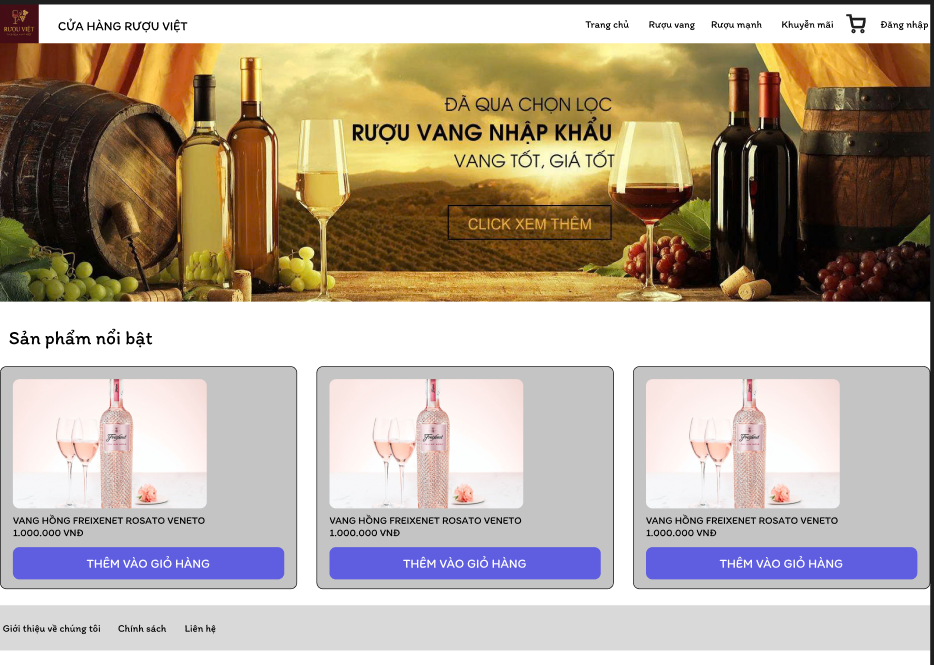 RƯỢU VIỆT
CỬA HÀNG RƯỢU VIỆT
Trang chủ
Rượu vang
Rượu mạnh
Khuyến mãi
Đăng nhập
ĐÃ QUA CHỌN LỌC
RƯỢU VANG NHẬP KHẨU
VANG TỐT, GIÁ TỐT
CLICK XEM THÊM
Sản phẩm nổi bật
Freixenet
VANG HỒNG FREIXENET ROSATO VENETO
1.000.000 VNĐ
THÊM VÀO GIỎ HÀNG
Freixenet
VANG HỒNG FREIXENET ROSATO VENETO
1.000.000 VNĐ
THÊM VÀO GIỎ HÀNG
Freixenet
VANG HỒNG FREIXENET ROSATO VENETO
1.000.000 VNĐ
THÊM VÀO GIỎ HÀNG
Giới thiệu về chúng tôi
Chính sách
Liên hệ